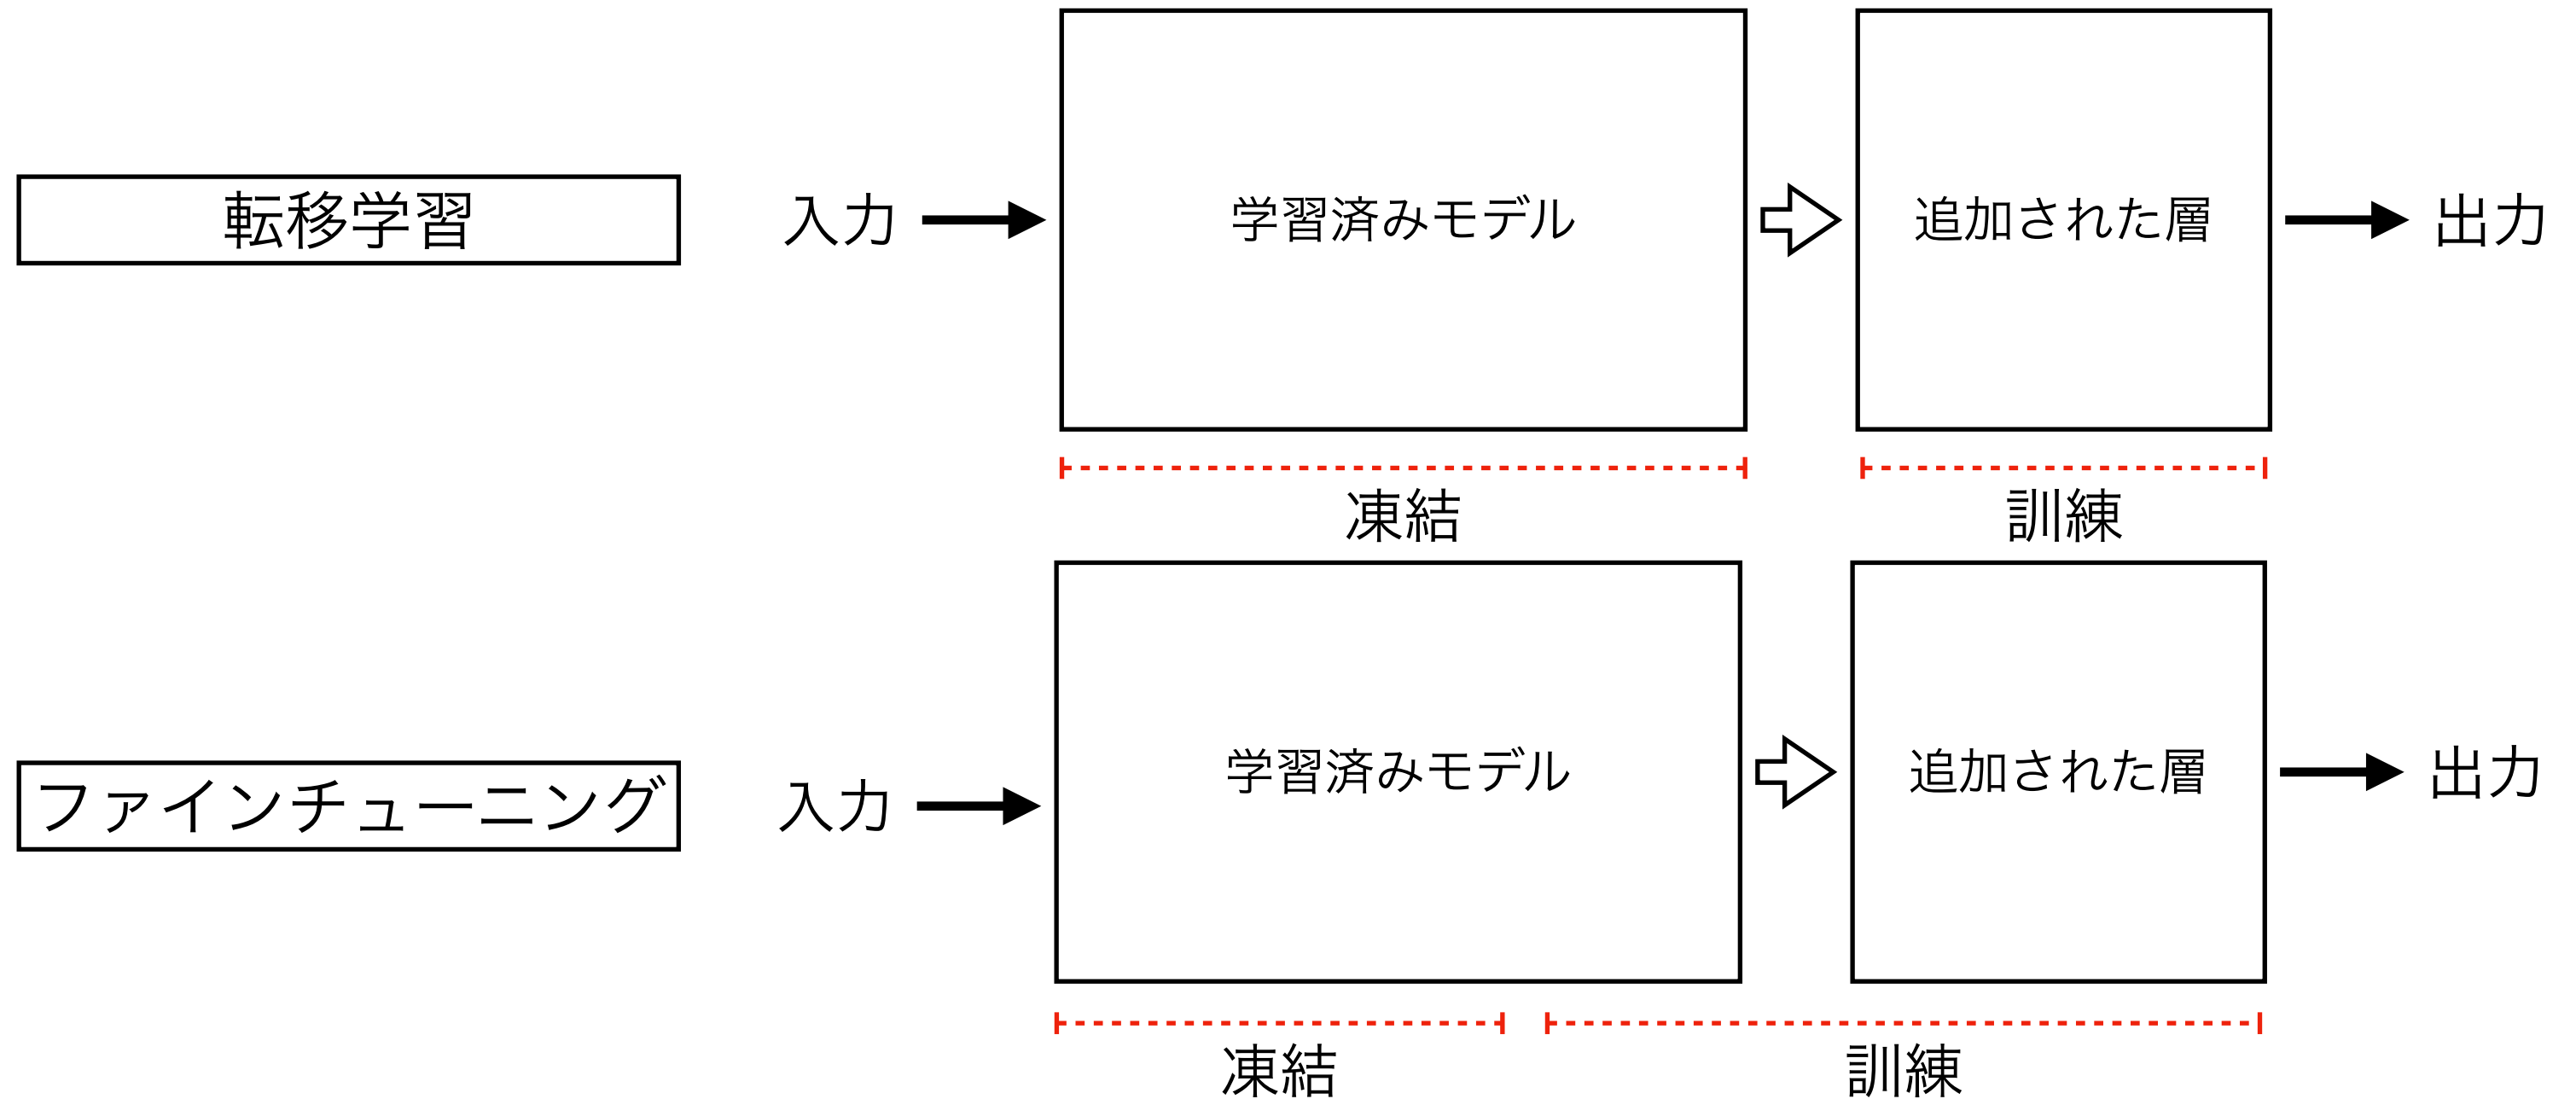 転移学習
入力
学習済みモデル
追加された層
出力
凍結
訓練
ファインチューニング
入力
学習済みモデル
追加された層
出力
凍結
訓練